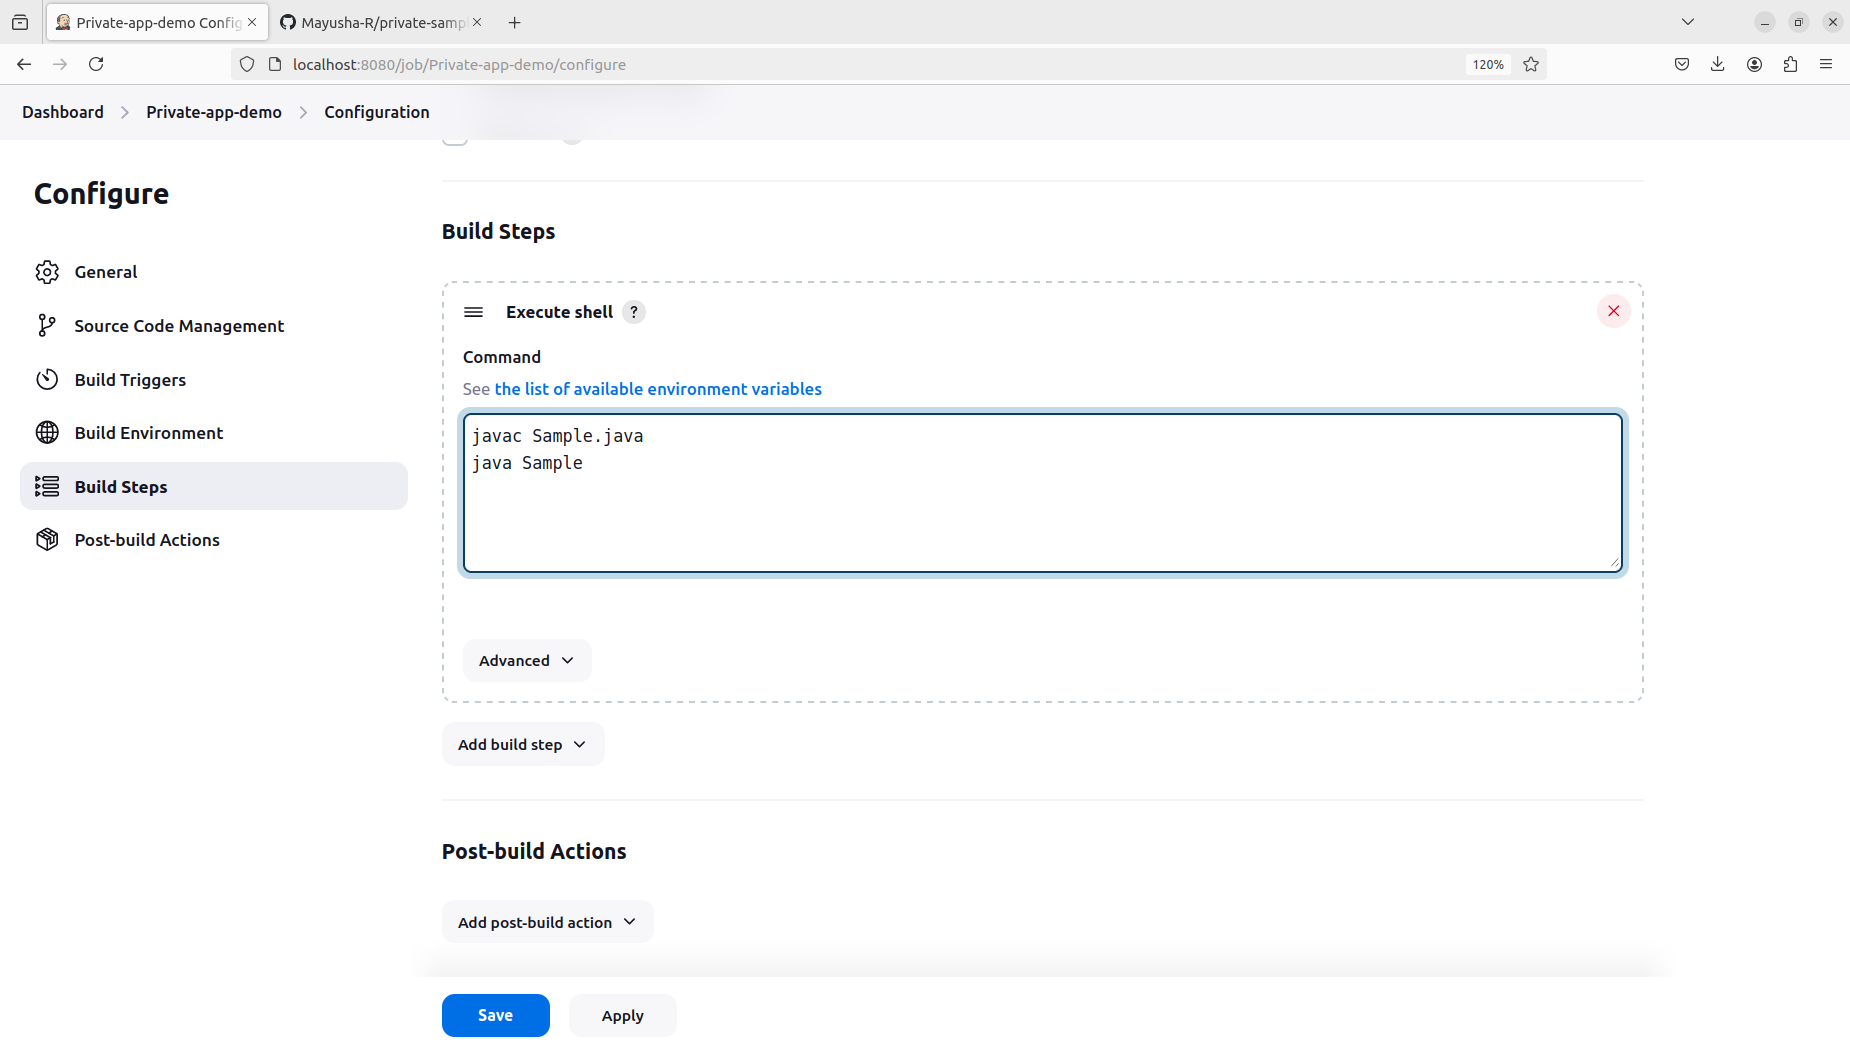 Private-app-demo Config
Mayusha-R/private-samp
localhost:8080/job/Private-app-demo/configure
120%
Dashboard
Private-app-demo
Configuration
Configure
General
Source Code Management
Build Triggers
Build Environment
Build Steps
Post-build Actions
Build Steps
Execute shell ?
Command
See the list of available environment variables
javac Sample.java
java Sample
Advanced
Add build step
Post-build Actions
Add post-build action
Save
Apply